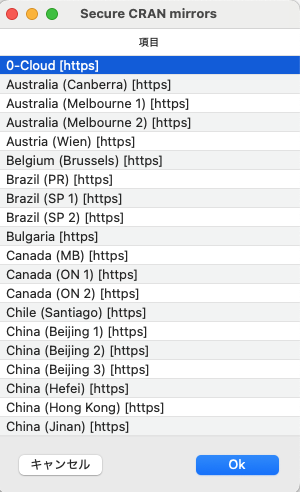 Secure CRAN mirrors
項目
0-Cloud [https]
Australia (Canberra) [https]
Australia (Melbourne 1) [https]
Australia (Melbourne 2) [https]
Austria (Wien) [https]
Belgium (Brussels) [https]
Brazil (PR) [https]
Brazil (SP 1) [https]
Brazil (SP 2) [https]
Bulgaria [https]
Canada (MB) [https]
Canada (ON 1) [https]
Canada (ON 2) [https]
Chile (Santiago) [https]
China (Beijing 1) [https]
China (Beijing 2) [https]
China (Beijing 3) [https]
China (Hefei) [https]
China (Hong Kong) [https]
China (Jinan) [https]
キャンセル
Ok